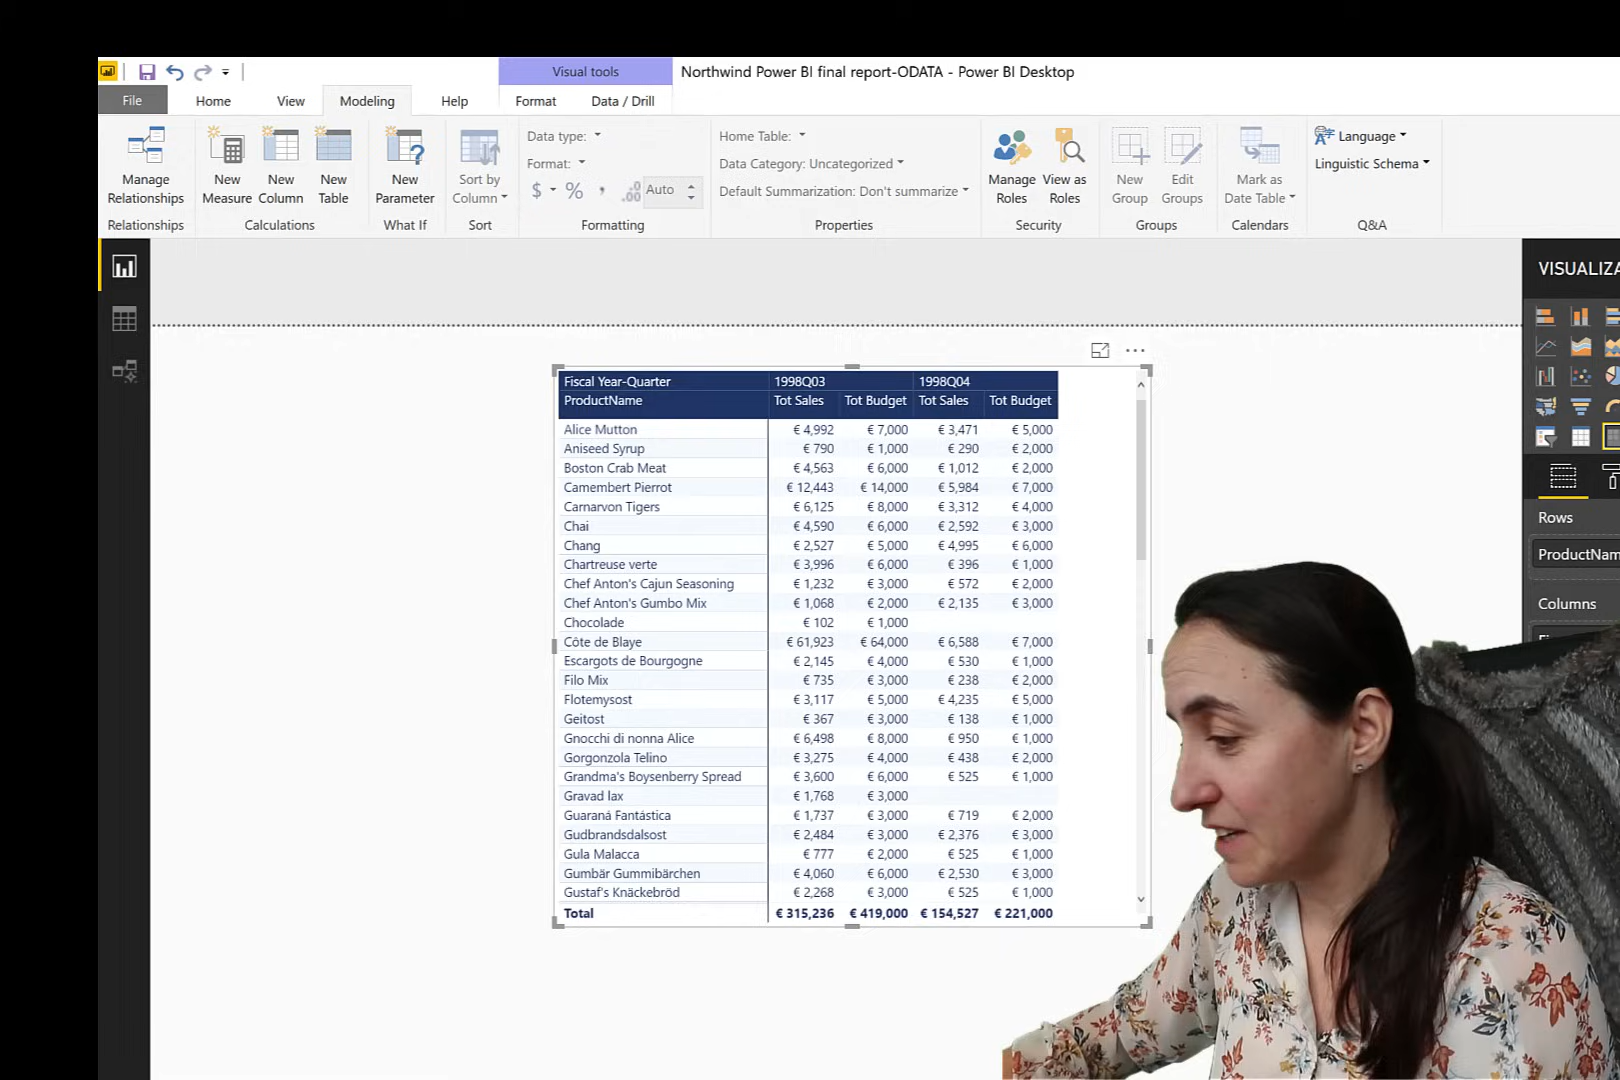 Visual tools
Northwind Power BI final report-ODATA - Power BI Desktop
File Home View Modeling Help Format Data / Drill
Manage Relationships
Relationships
New Measure
New Column
New Table
Calculations
New Parameter
What If
Sort by Column
Sort
Data type:
Format:
$ % , .00 Auto
Formatting
Home Table:
Data Category: Uncategorized
Default Summarization: Don't summarize
Properties
Manage Roles
View as Roles
Security
New Group
Edit Groups
Groups
Mark as Date Table
Calendars
Language
Linguistic Schema
Q&A
Fiscal Year-Quarter 1998Q03 1998Q04
ProductName Tot Sales Tot Budget Tot Sales Tot Budget
Alice Mutton € 4,992 € 7,000 € 3,471 € 5,000
Aniseed Syrup € 790 € 1,000 € 290 € 2,000
Boston Crab Meat € 4,563 € 6,000 € 1,012 € 2,000
Camembert Pierrot € 12,443 € 14,000 € 5,984 € 7,000
Carnarvon Tigers € 6,125 € 8,000 € 3,312 € 4,000
Chai € 4,590 € 6,000 € 2,592 € 3,000
Chang € 2,527 € 5,000 € 4,995 € 6,000
Chartreuse verte € 3,996 € 6,000 € 396 € 1,000
Chef Anton's Cajun Seasoning € 1,232 € 3,000 € 572 € 2,000
Chef Anton's Gumbo Mix € 1,068 € 2,000 € 2,135 € 3,000
Chocolade € 102 € 1,000
Côte de Blaye € 61,923 € 64,000 € 6,588 € 7,000
Escargots de Bourgogne € 2,145 € 4,000 € 530 € 1,000
Filo Mix € 735 € 3,000 € 238 € 2,000
Flotemysost € 3,117 € 5,000 € 4,235 € 5,000
Geitost € 367 € 3,000 € 138 € 1,000
Gnocchi di nonna Alice € 6,498 € 8,000 € 950 € 1,000
Gorgonzola Telino € 3,275 € 4,000 € 438 € 2,000
Grandma's Boysenberry Spread € 3,600 € 6,000 € 525 € 1,000
Gravad lax € 1,768 € 3,000
Guaraná Fantástica € 1,737 € 3,000 € 719 € 2,000
Gudbrandsdalsost € 2,484 € 3,000 € 2,376 € 3,000
Gula Malacca € 777 € 2,000 € 525 € 1,000
Gumbär Gummibärchen € 4,060 € 6,000 € 2,530 € 3,000
Gustaf's Knäckebröd € 2,268 € 3,000 € 525 € 1,000
Total € 315,236 € 419,000 € 154,527 € 221,000
VISUALIZA
Rows
ProductNam
Columns